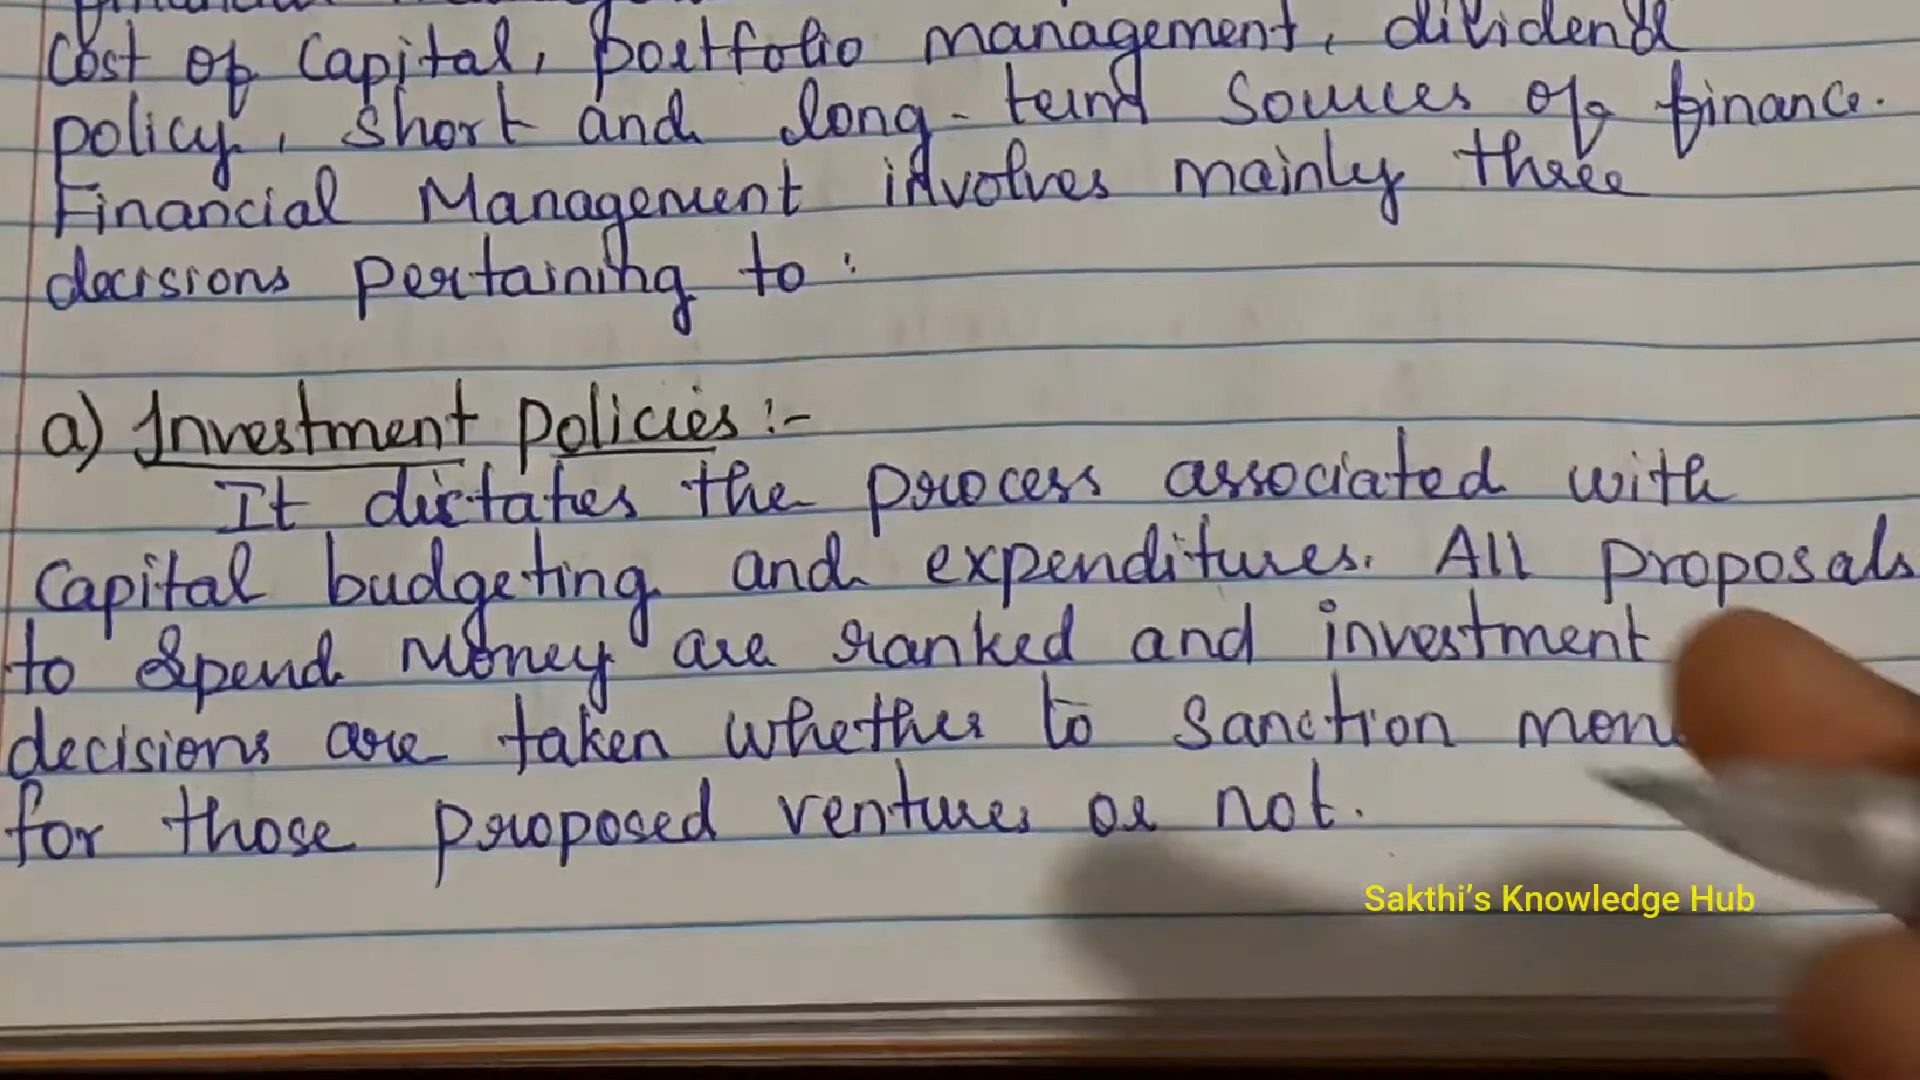 Cost of Capital, portfolio management, dividend
policy, short and long-term sources of finance.
Financial Management involves mainly three
decisions pertaining to:
a) Investment policies :-
It dictates the process associated with
Capital budgeting and expenditures. All proposals
to spend money are ranked and investment
decisions are taken whether to sanction
for those proposed ventures or not.
Sakthi's Knowledge Hub